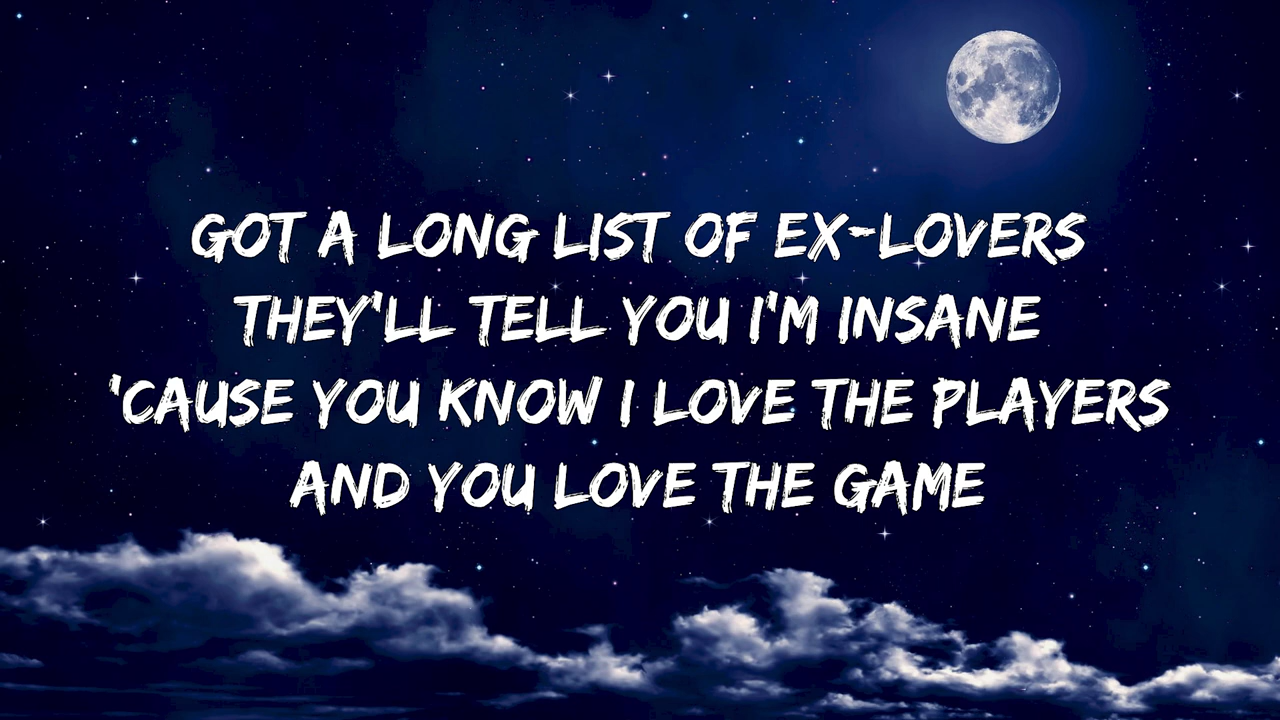 GOT A LONG LIST OF EX-LOVERS
THEY'LL TELL YOU I'M INSANE
'CAUSE YOU KNOW I LOVE THE PLAYERS
AND YOU LOVE THE GAME